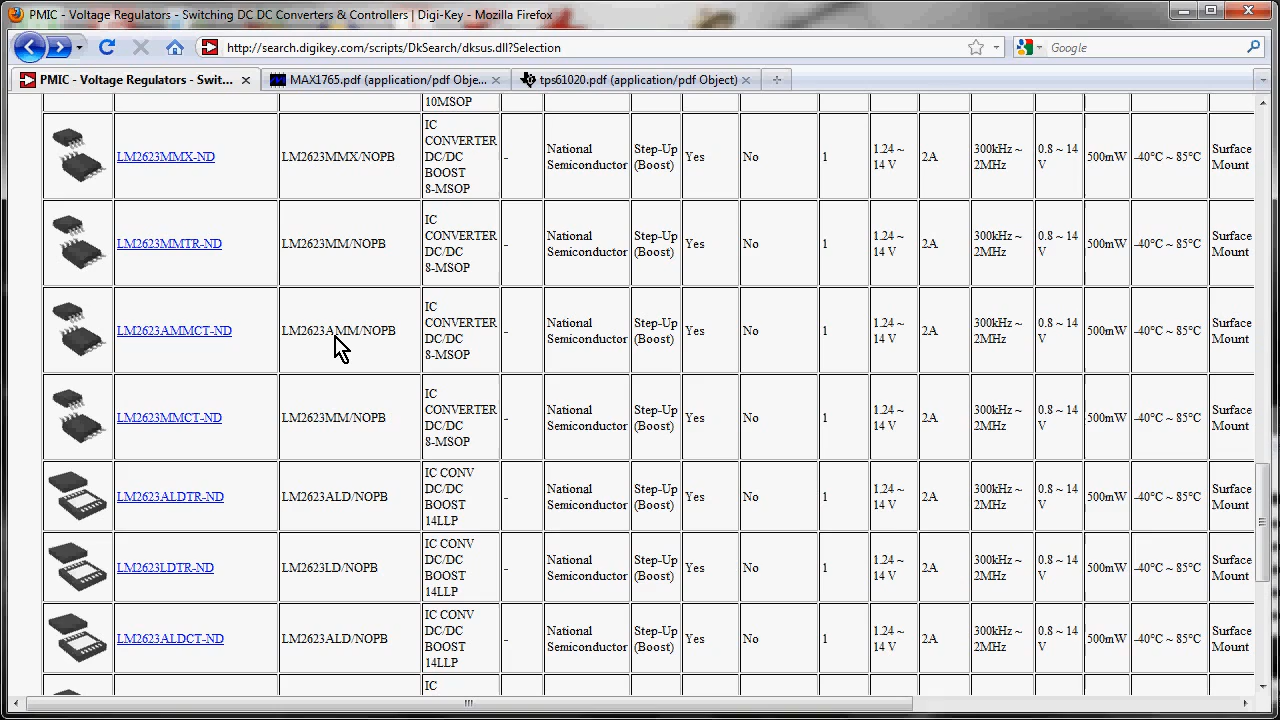 PMIC - Voltage Regulators - Switching DC DC Converters & Controllers | Digi-Key - Mozilla Firefox
http://search.digikey.com/scripts/DkSearch/dksus.dll?Selection
Google
PMIC - Voltage Regulators - Swit...
MAX1765.pdf (application/pdf Obje...
tps61020.pdf (application/pdf Object)
10MSOP
LM2623MMX-ND
LM2623MMX/NOPB
IC
CONVERTER
DC/DC
BOOST
8-MSOP
-
National
Semiconductor
Step-Up
(Boost)
Yes
No
1
1.24 ~
14 V
2A
300kHz ~
2MHz
0.8 ~ 14
V
500mW
-40°C ~ 85°C
Surface
Mount
LM2623MMTR-ND
LM2623MM/NOPB
IC
CONVERTER
DC/DC
8-MSOP
-
National
Semiconductor
Step-Up
(Boost)
Yes
No
1
1.24 ~
14 V
2A
300kHz ~
2MHz
0.8 ~ 14
V
500mW
-40°C ~ 85°C
Surface
Mount
LM2623AMMCT-ND
LM2623AMM/NOPB
IC
CONVERTER
DC/DC
8-MSOP
-
National
Semiconductor
Step-Up
(Boost)
Yes
No
1
1.24 ~
14 V
2A
300kHz ~
2MHz
0.8 ~ 14
V
500mW
-40°C ~ 85°C
Surface
Mount
LM2623MMCT-ND
LM2623MM/NOPB
IC
CONVERTER
DC/DC
8-MSOP
-
National
Semiconductor
Step-Up
(Boost)
Yes
No
1
1.24 ~
14 V
2A
300kHz ~
2MHz
0.8 ~ 14
V
500mW
-40°C ~ 85°C
Surface
Mount
LM2623ALDTR-ND
LM2623ALD/NOPB
IC CONV
DC/DC
BOOST
14LLP
-
National
Semiconductor
Step-Up
(Boost)
Yes
No
1
1.24 ~
14 V
2A
300kHz ~
2MHz
0.8 ~ 14
V
500mW
-40°C ~ 85°C
Surface
Mount
LM2623LDTR-ND
LM2623LD/NOPB
IC CONV
DC/DC
BOOST
14LLP
-
National
Semiconductor
Step-Up
(Boost)
Yes
No
1
1.24 ~
14 V
2A
300kHz ~
2MHz
0.8 ~ 14
V
500mW
-40°C ~ 85°C
Surface
Mount
LM2623ALDCT-ND
LM2623ALD/NOPB
IC CONV
DC/DC
BOOST
14LLP
-
National
Semiconductor
Step-Up
(Boost)
Yes
No
1
1.24 ~
14 V
2A
300kHz ~
2MHz
0.8 ~ 14
V
500mW
-40°C ~ 85°C
Surface
Mount
IC